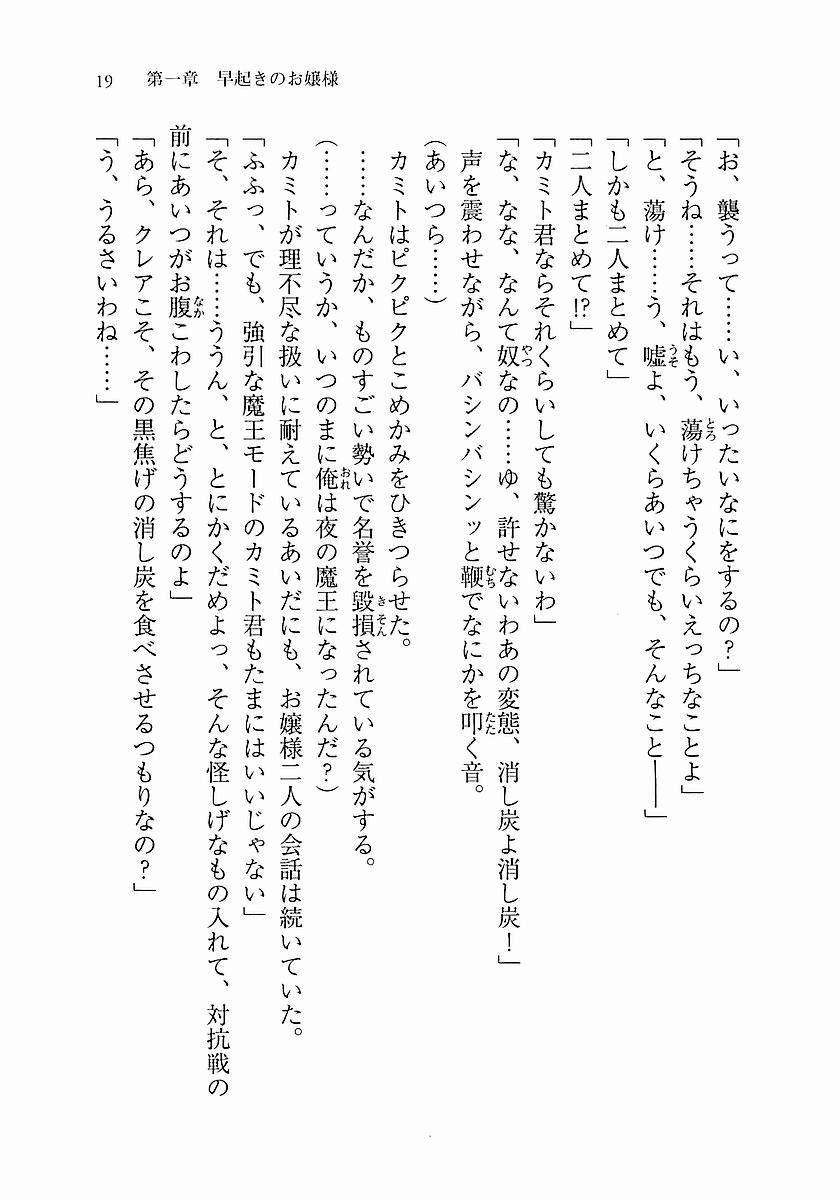 19　第一章　早起きのお嬢様
「お、襲うって……い、いったいなにをするの？」
「そうね……それはもう、蕩けちゃうくらいえっちなことよ」
「と、蕩け……う、嘘よ、いくらあいつでも、そんなこと――」
「しかも二人まとめて」
「二人まとめて!?」
「カミト君ならそれくらいしても驚かないわ」
「な、なな、なんて奴なの……ゆ、許せないわあの変態、消し炭よ消し炭！」
声を震わせながら、バシンバシンッと鞭でなにかを叩く音。
（あいつら……）
カミトはピクピクとこめかみをひきつらせた。
……なんだか、ものすごい勢いで名誉を毀損されている気がする。
（……っていうか、いつのまに俺は夜の魔王になったんだ？）
カミトが理不尽な扱いに耐えているあいだにも、お嬢様二人の会話は続いていた。
「ふふっ、でも、強引な魔王モードのカミト君もたまにはいいじゃない」
「そ、それは……ううん、と、とにかくだめよっ、そんな怪しげなもの入れて、対抗戦の
前にあいつがお腹こわしたらどうするのよ」
「あら、クレアこそ、その黒焦げの消し炭を食べさせるつもりなの？」
「う、うるさいわね……」